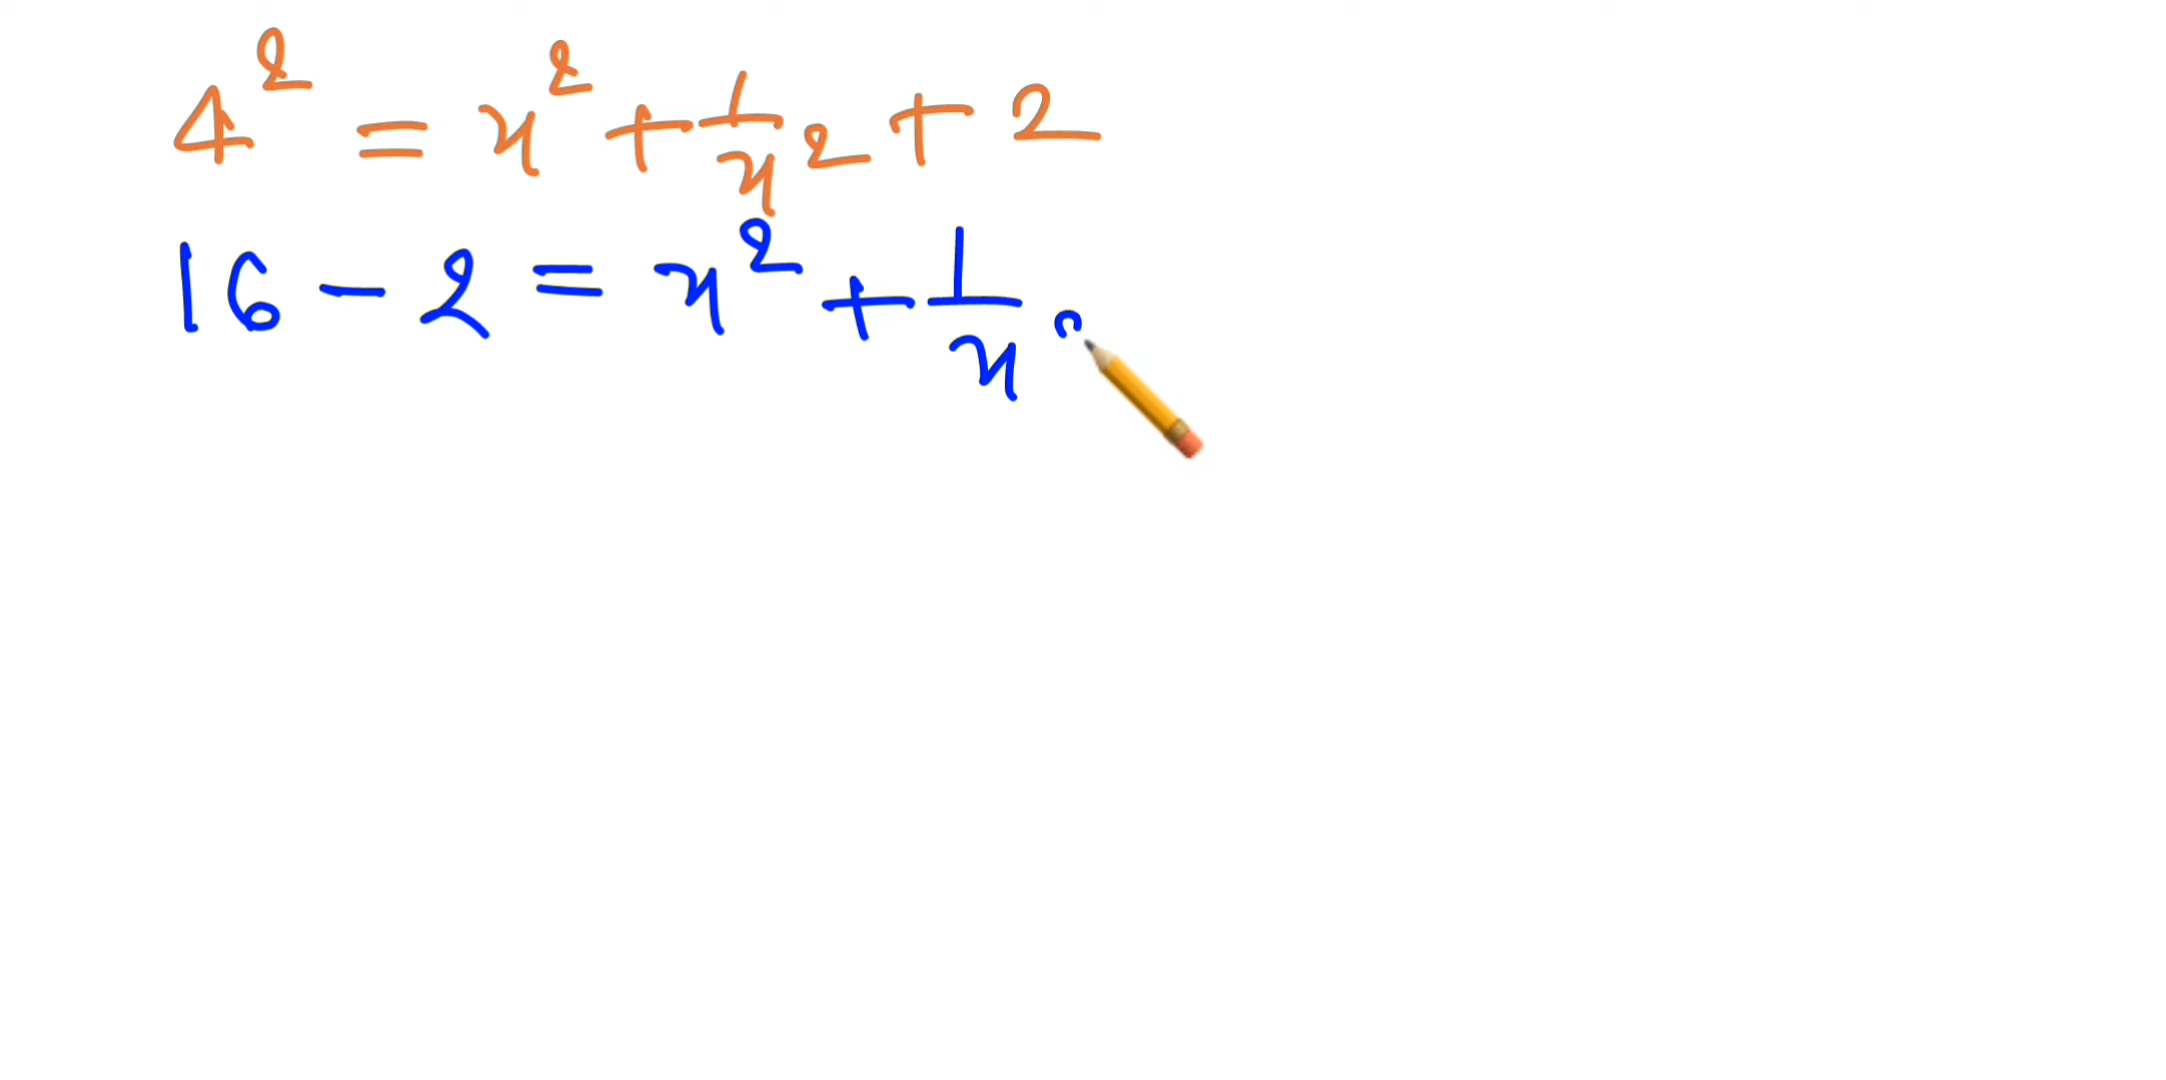 4² = x² + 1/x² + 2
16 - 2 = x² + 1/x